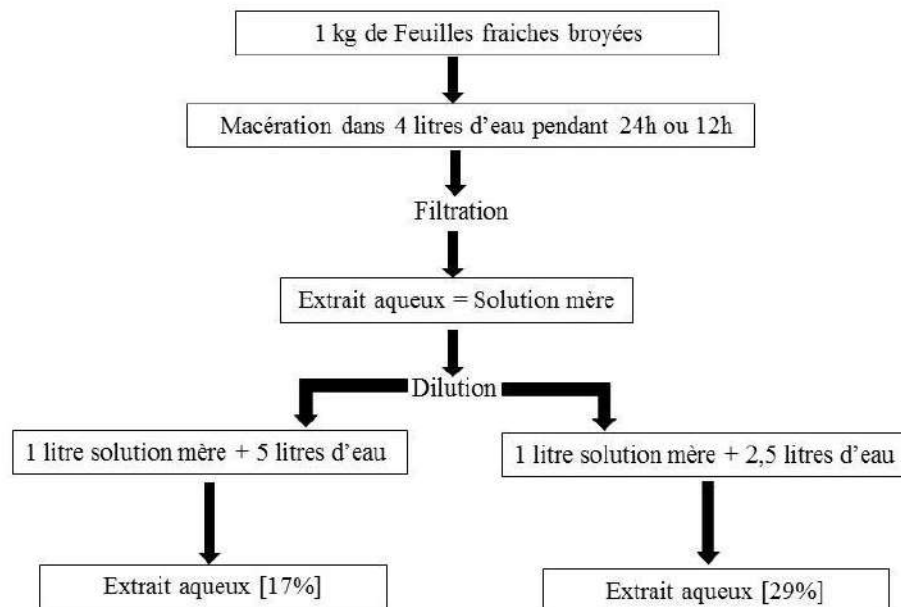 1 kg de Feuilles fraiches broyées
Macération dans 4 litres d'eau pendant 24h ou 12h
Filtration
Extrait aqueux = Solution mère
Dilution
1 litre solution mère + 5 litres d'eau
1 litre solution mère + 2,5 litres d'eau
Extrait aqueux [17%]
Extrait aqueux [29%]